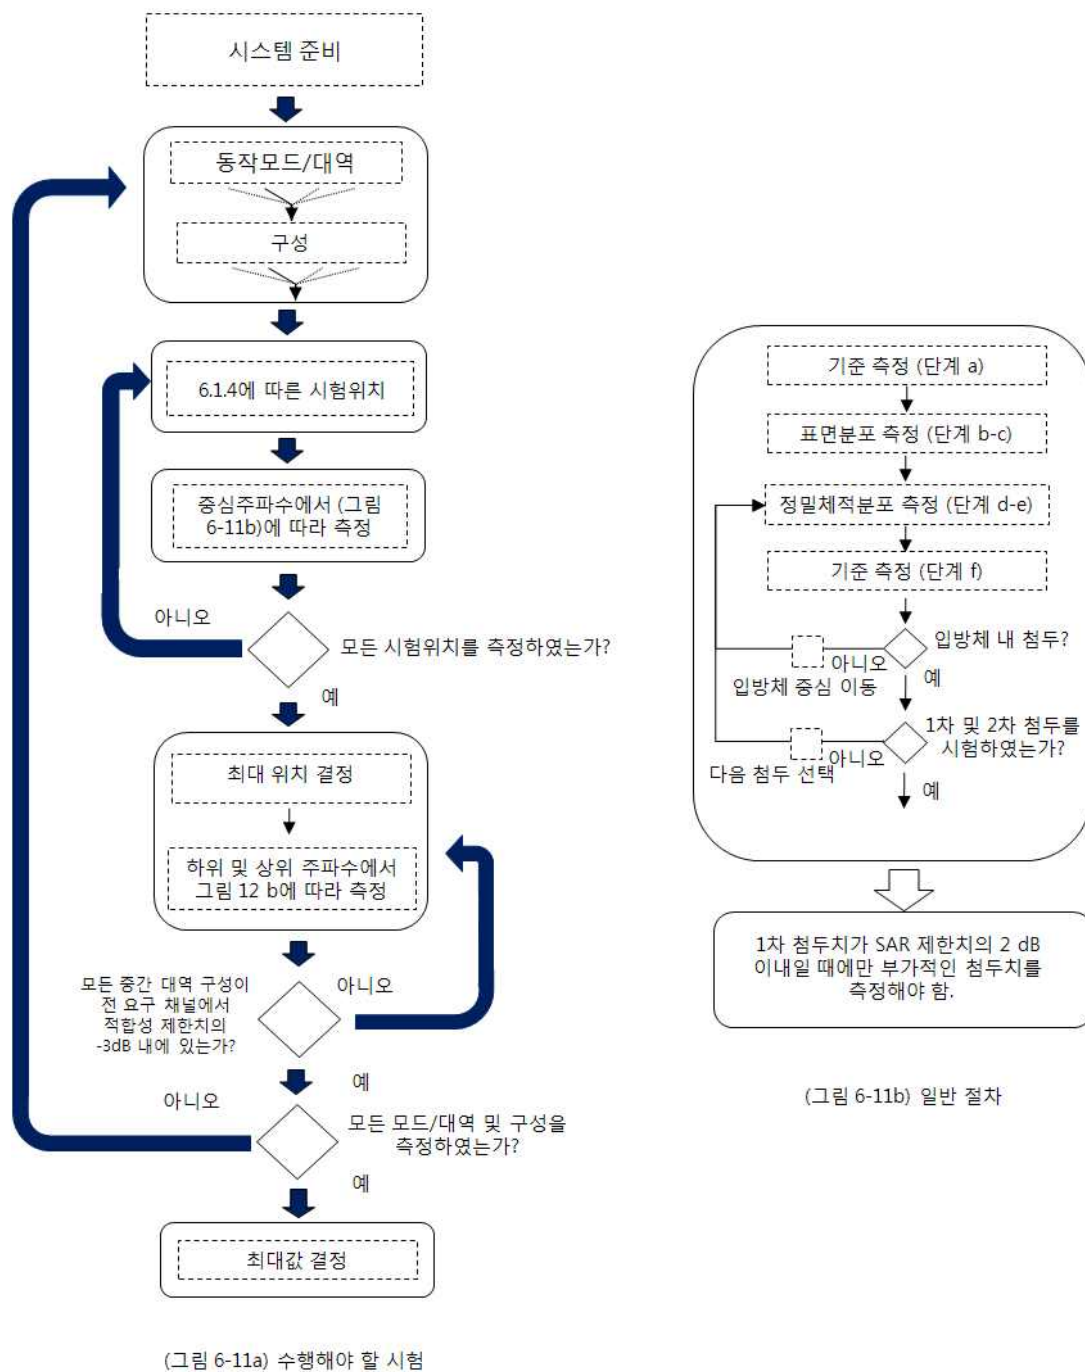 시스템 준비
동작모드/대역
구성
6.1.4에 따른 시험위치
중심주파수에서 (그림
6-11b)에 따라 측정
아니오
모든 시험위치를 측정하였는가?
예
최대 위치 결정
하위 및 상위 주파수에서
그림 12 b에 따라 측정
모든 중간 대역 구성이
전 요구 채널에서
적합성 제한치의
-3dB 내에 있는가?
아니오
예
아니오
모든 모드/대역 및 구성을
측정하였는가?
예
최대값 결정
(그림 6-11a) 수행해야 할 시험
기준 측정 (단계 a)
표면분포 측정 (단계 b-c)
정밀체적분포 측정 (단계 d-e)
기준 측정 (단계 f)
입방체 내 첨두?
아니오
입방체 중심 이동
예
1차 및 2차 첨두를
시험하였는가?
아니오
다음 첨두 선택
예
1차 첨두치가 SAR 제한치의 2 dB
이내일 때에만 부가적인 첨두치를
측정해야 함.
(그림 6-11b) 일반 절차